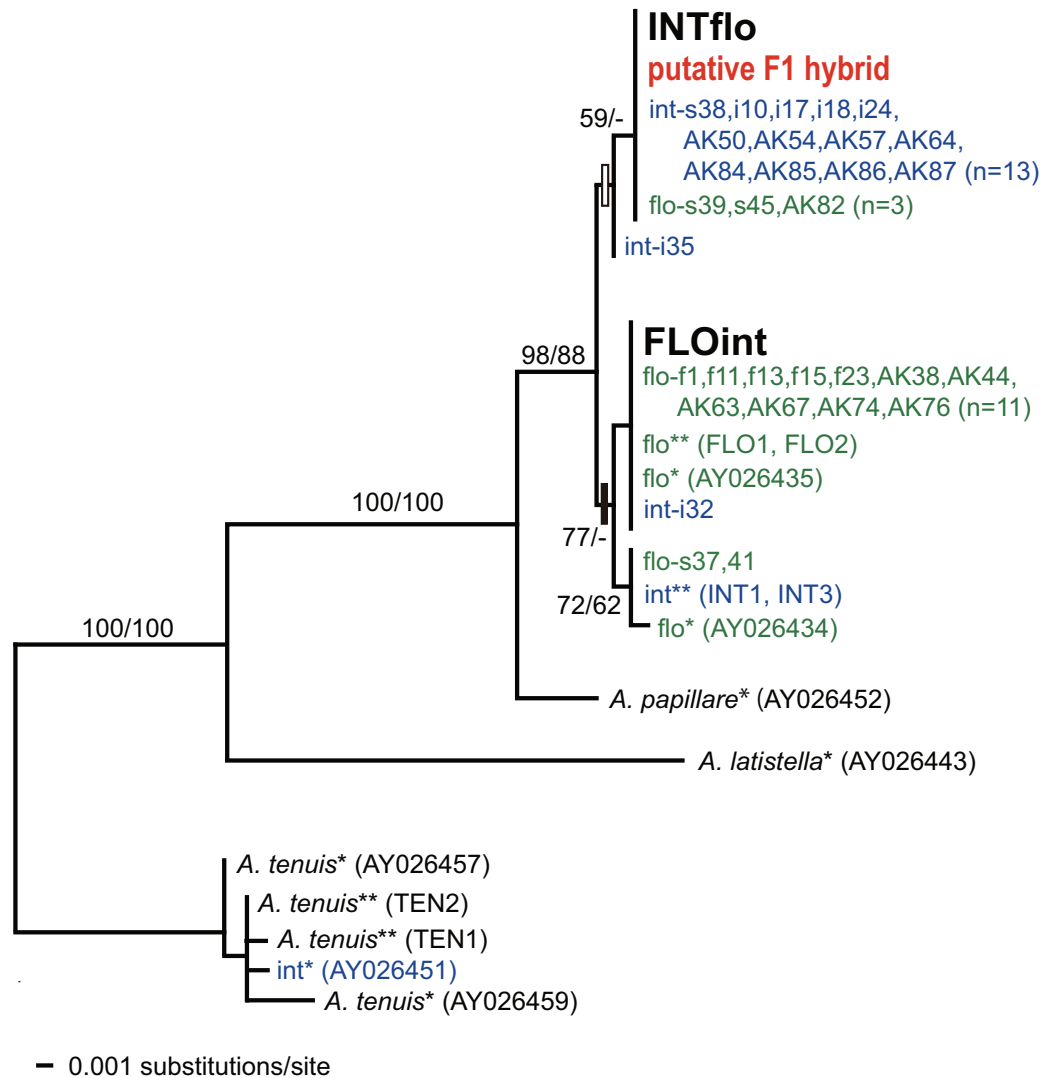 INTflo
putative F1 hybrid
int-s38,i10,i17,i18,i24,
AK50,AK54,AK57,AK64,
AK84,AK85,AK86,AK87 (n=13)
flo-s39,s45,AK82 (n=3)
int-i35
59/-
FLOint
flo-f1,f11,f13,f15,f23,AK38,AK44,
AK63,AK67,AK74,AK76 (n=11)
flo** (FLO1, FLO2)
flo* (AY026435)
int-i32
98/88
100/100
77/-
flo-s37,41
int** (INT1, INT3)
72/62
flo* (AY026434)
100/100
A. papillare* (AY026452)
A. latistella* (AY026443)
A. tenuis* (AY026457)
A. tenuis** (TEN2)
A. tenuis** (TEN1)
int* (AY026451)
A. tenuis* (AY026459)
0.001 substitutions/site